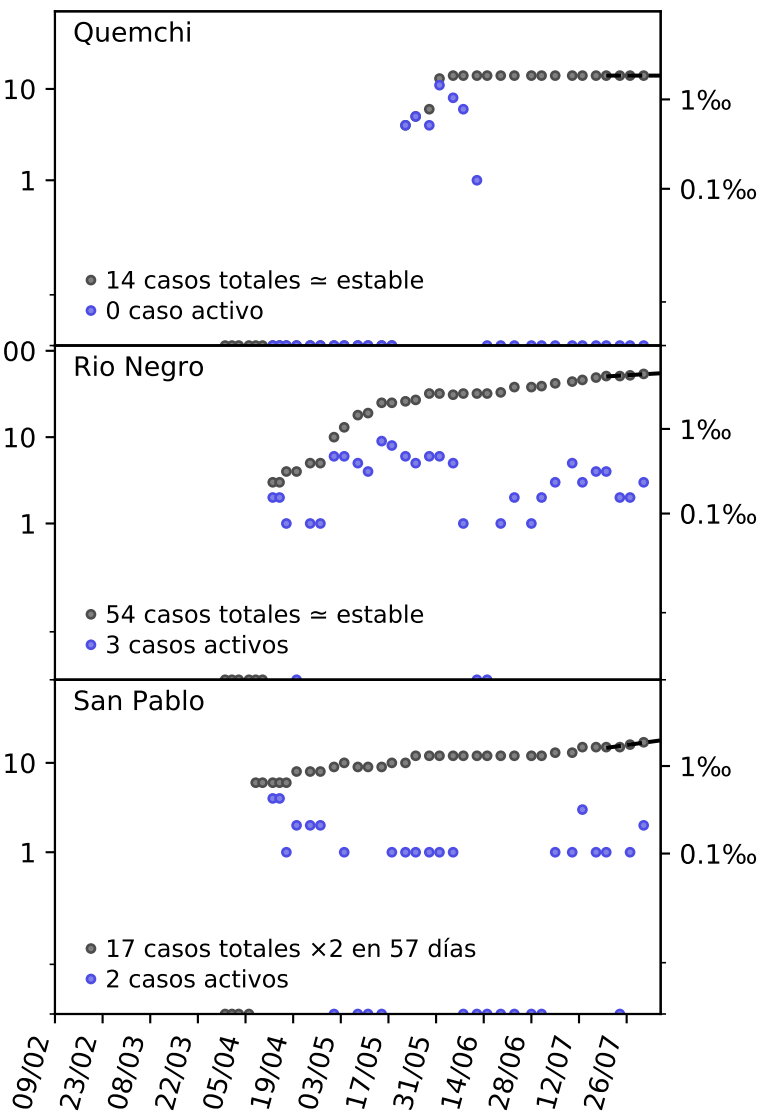 Quemchi
10
1‰
1
0.1‰
14 casos totales ≃ estable
0 caso activo
00
Rio Negro
10
1‰
1
0.1‰
54 casos totales ≃ estable
3 casos activos
San Pablo
10
1‰
1
0.1‰
17 casos totales ×2 en 57 días
2 casos activos
09/02 23/02 08/03 22/03 05/04 19/04 03/05 17/05 31/05 14/06 28/06 12/07 26/07